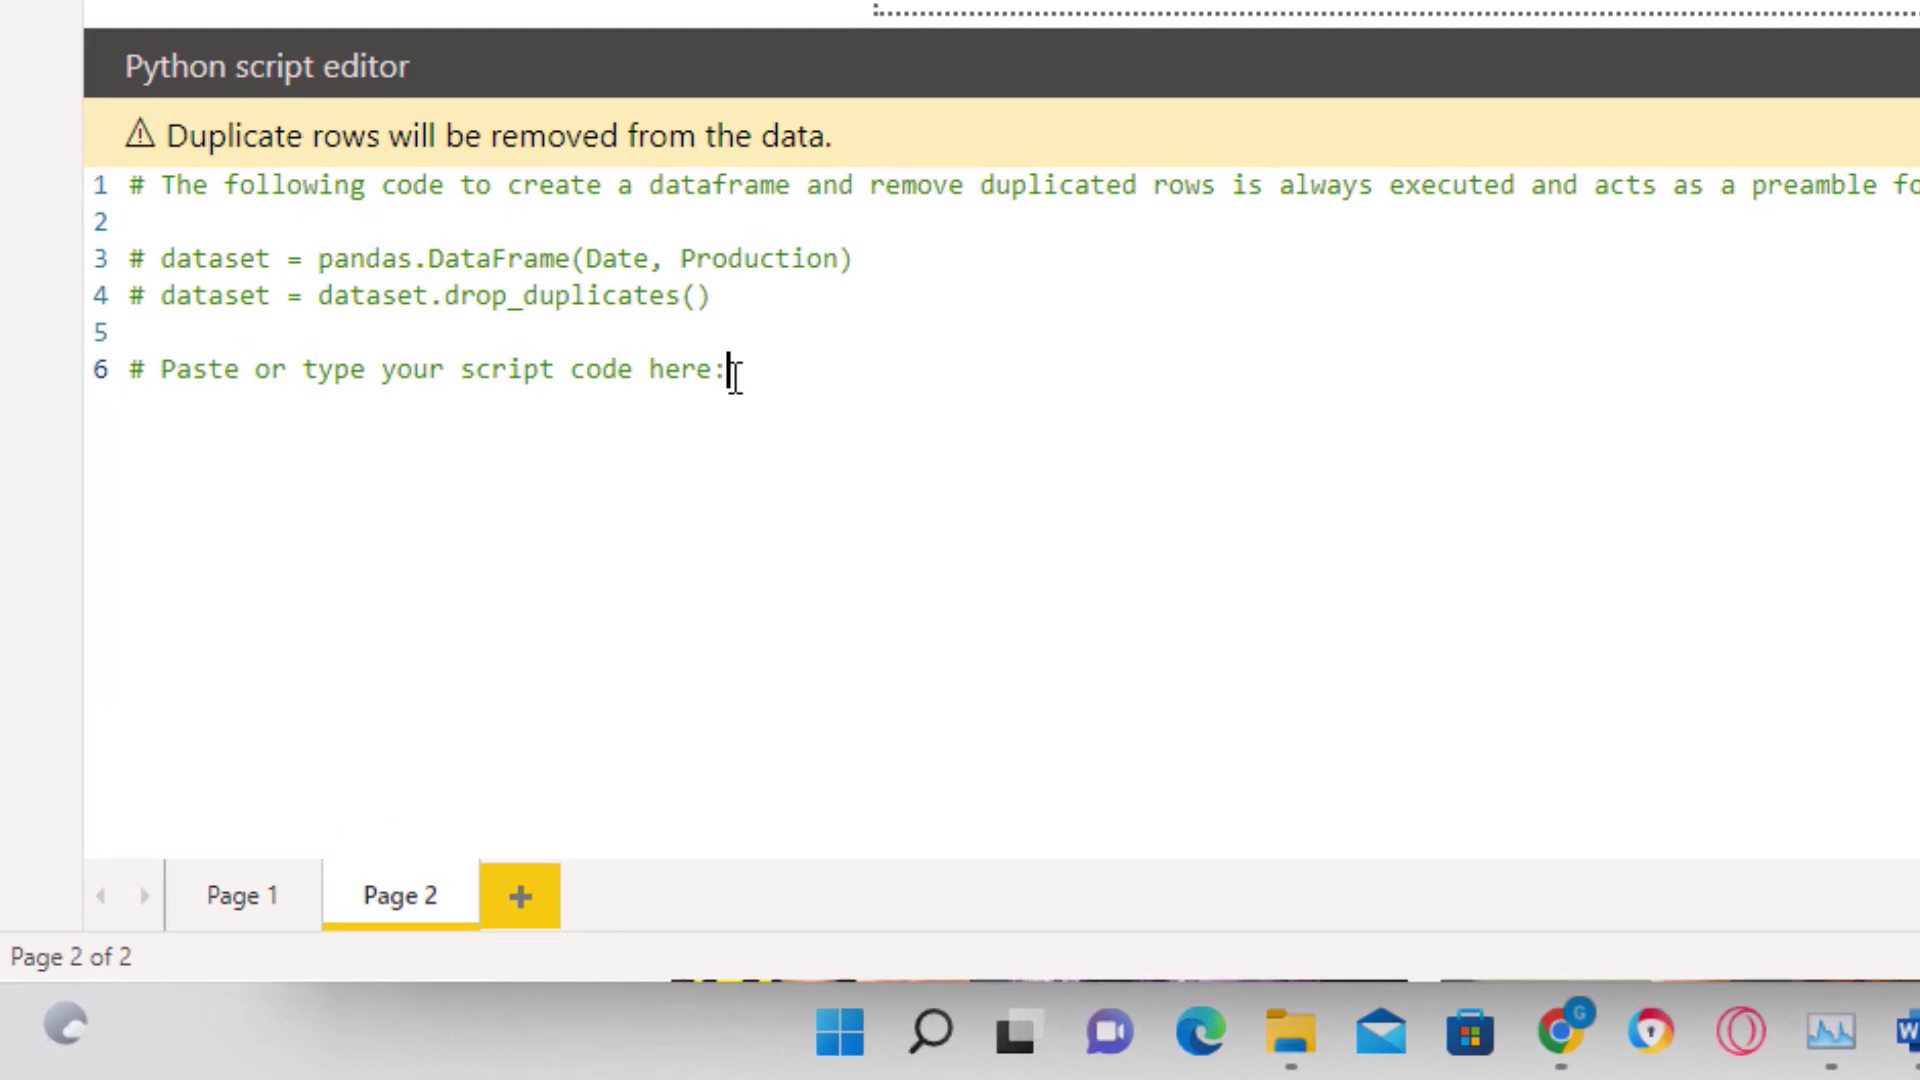 Python script editor
Duplicate rows will be removed from the data.
1 # The following code to create a dataframe and remove duplicated rows is always executed and acts as a preamble fo
2
3 # dataset = pandas.DataFrame(Date, Production)
4 # dataset = dataset.drop_duplicates()
5
6 # Paste or type your script code here:
Page 1 Page 2 +
Page 2 of 2
G
W